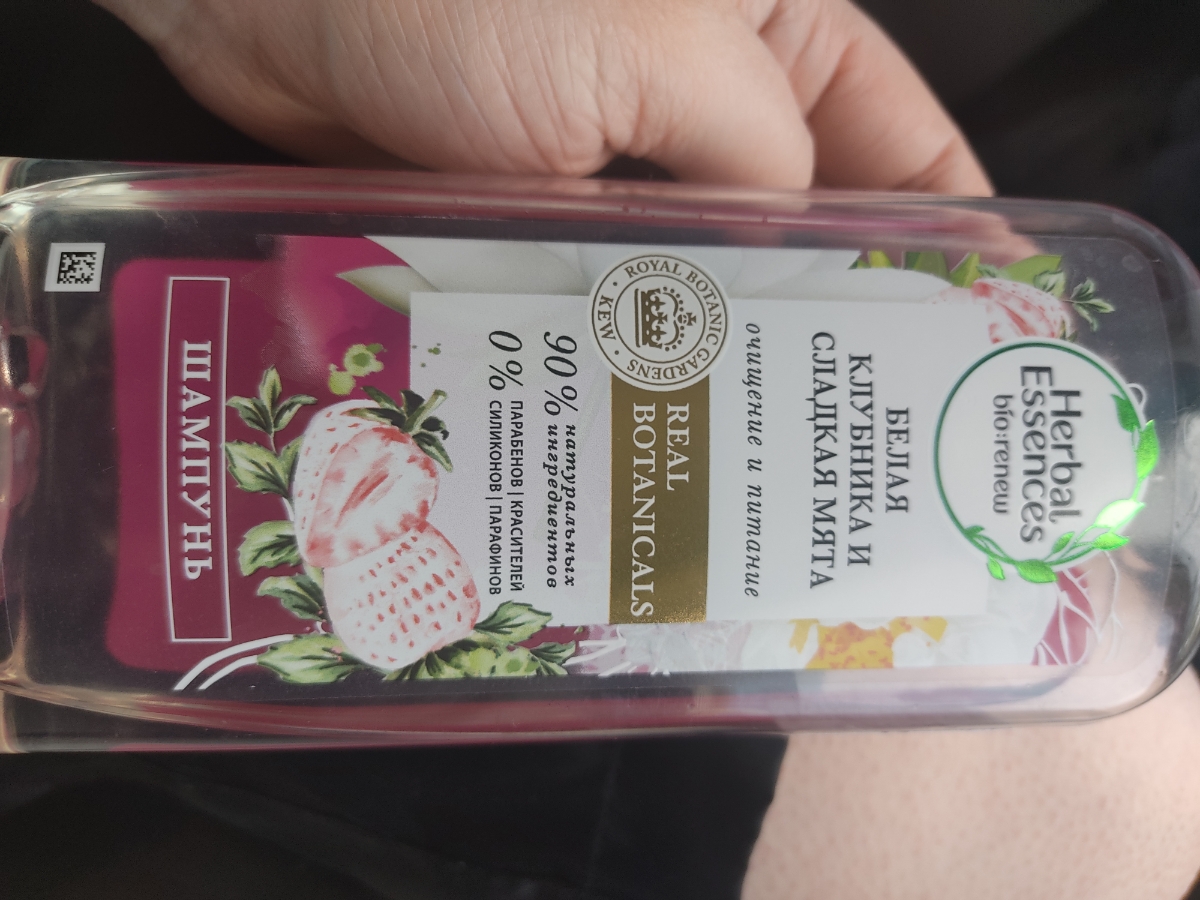 Herbal
Essences
bío:renew
БЕЛАЯ
КЛУБНИКА И
СЛАДКАЯ МЯТА
очищение и питание
ROYAL BOTANIC GARDENS
• KEW •
REAL
BOTANICALS
90% натуральных
ингредиентов
0% ПАРАБЕНОВ | КРАСИТЕЛЕЙ
СИЛИКОНОВ | ПАРАФИНОВ
ШАМПУНЬ